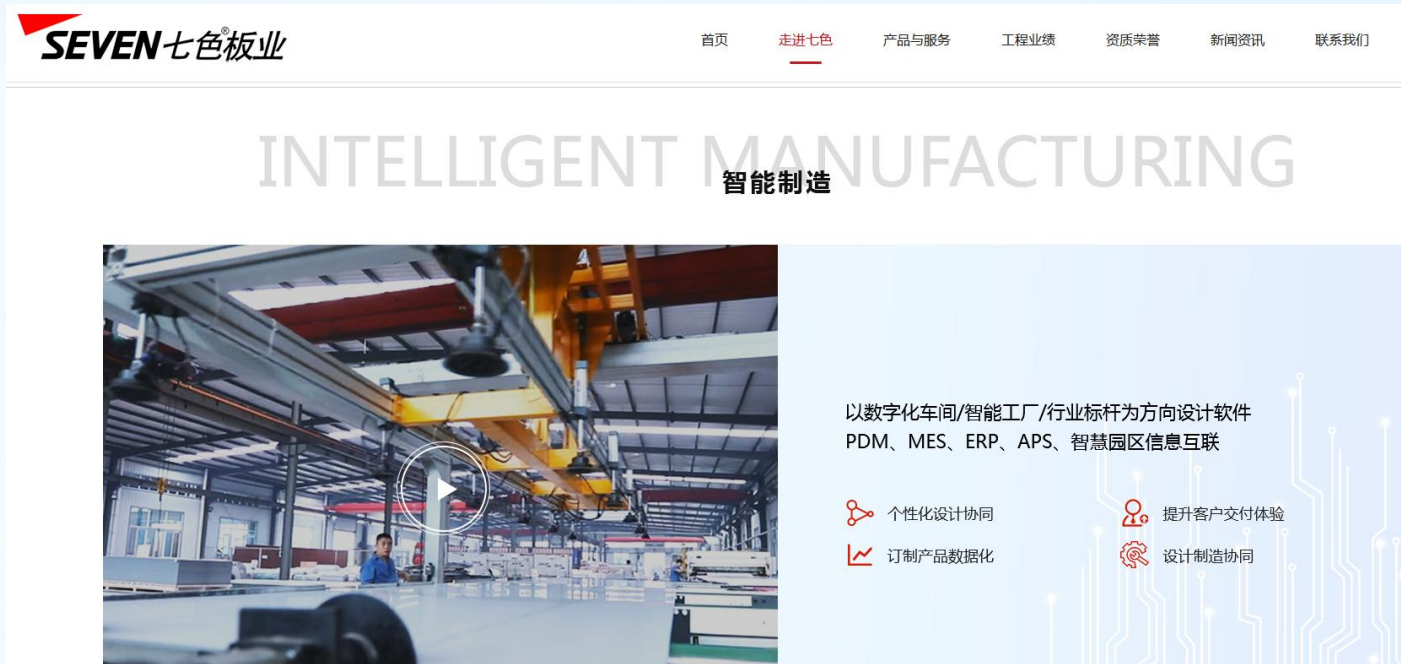 SEVEN七色板业®
首页 走进七色 产品与服务 工程业绩 资质荣誉 新闻资讯 联系我们
INTELLIGENT MANUFACTURING
智能制造
以数字化车间/智能工厂/行业标杆为方向设计软件
PDM、MES、ERP、APS、智慧园区信息互联
个性化设计协同
提升客户交付体验
订制产品数据化
设计制造协同